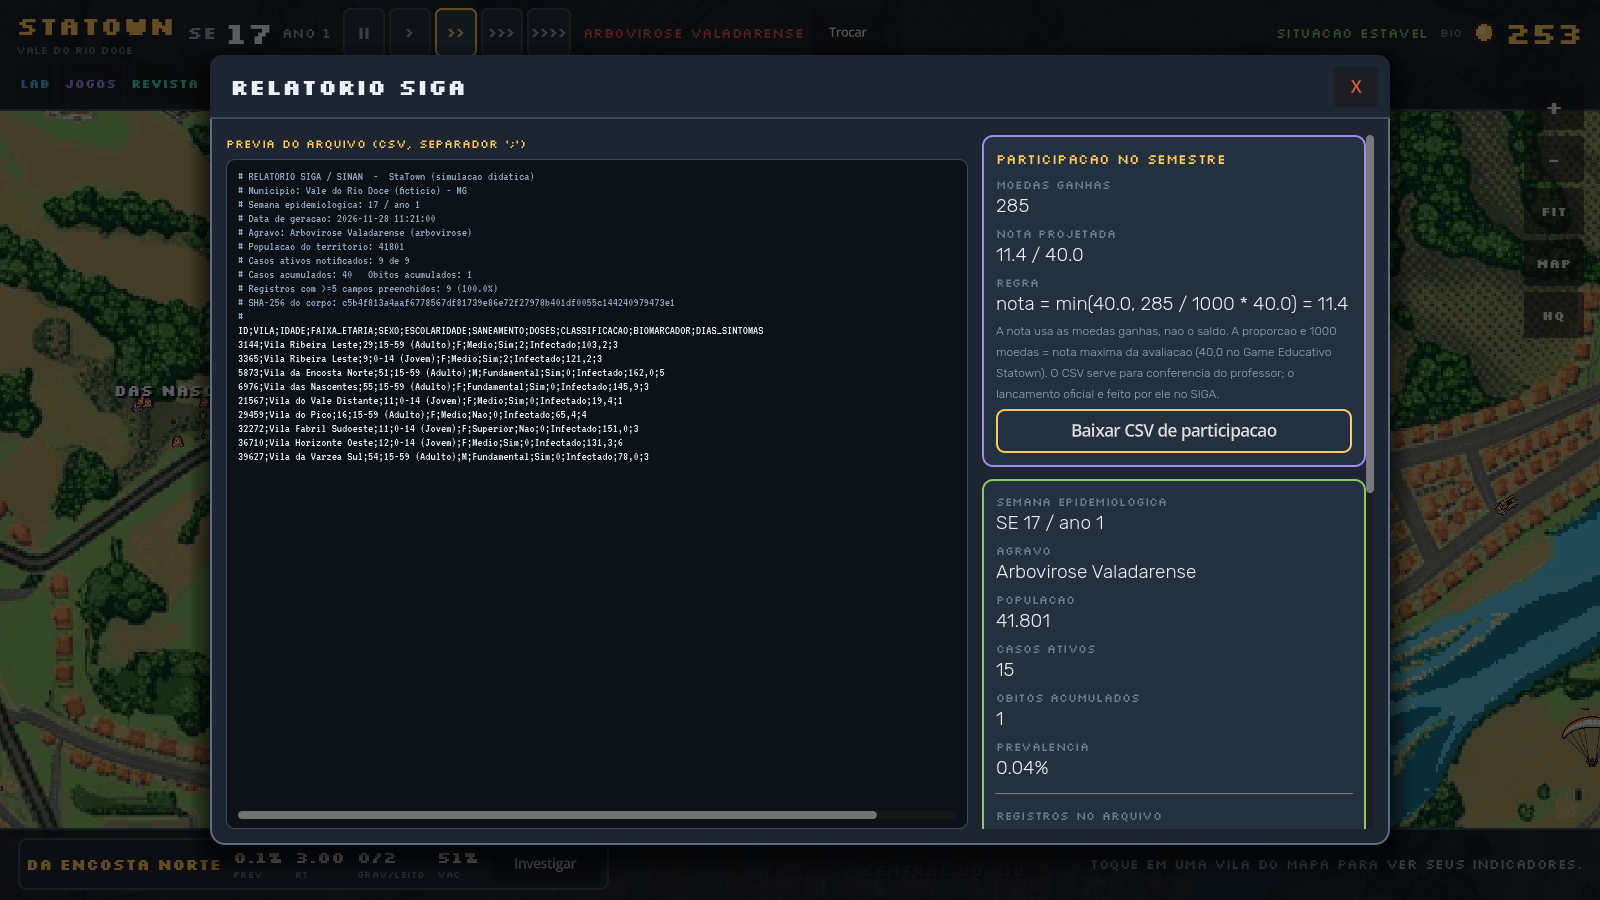 STATOWN
VALE DO RIO DOCE
SE 17 ANO 1
II > >> >>> >>>>
ARBOVIROSE VALADARENSE
Trocar
SITUACAO ESTAVEL
BIO
253
LAB JOGOS REVISTA
RELATORIO SIGA
X
PREVIA DO ARQUIVO (CSV, SEPARADOR ';')
# RELATORIO SIGA / SINAN - StaTown (simulacao didatica)
# Municipio: Vale do Rio Doce (ficticio) - MG
# Semana epidemiologica: 17 / ano 1
# Data de geracao: 2026-11-28 11:21:00
# Agravo: Arbovirose Valadarense (arbovirose)
# Populacao do territorio: 41801
# Casos ativos notificados: 9 de 9
# Casos acumulados: 40 Obitos acumulados: 1
# Registros com >=5 campos preenchidos: 9 (100.0%)
# SHA-256 do corpo: c5b4f813a4aaf6778567df81739e86e72f27978b401df0055c144240979473e1
#
ID;VILA;IDADE;FAIXA_ETARIA;SEXO;ESCOLARIDADE;SANEAMENTO;DOSES;CLASSIFICACAO;BIOMARCADOR;DIAS_SINTOMAS
3144;Vila Ribeira Leste;29;15-59 (Adulto);F;Medio;Sim;2;Infectado;103,2;3
3365;Vila Ribeira Leste;9;0-14 (Jovem);F;Medio;Sim;2;Infectado;121,2;3
5873;Vila da Encosta Norte;51;15-59 (Adulto);M;Fundamental;Sim;0;Infectado;162,0;5
6976;Vila das Nascentes;55;15-59 (Adulto);F;Fundamental;Sim;0;Infectado;145,9;3
21567;Vila do Vale Distante;11;0-14 (Jovem);F;Medio;Sim;0;Infectado;19,4;1
29459;Vila do Pico;16;15-59 (Adulto);F;Medio;Nao;0;Infectado;65,4;4
32272;Vila Fabril Sudoeste;11;0-14 (Jovem);F;Superior;Nao;0;Infectado;151,0;3
36710;Vila Horizonte Oeste;12;0-14 (Jovem);F;Medio;Sim;0;Infectado;131,3;6
39627;Vila da Varzea Sul;54;15-59 (Adulto);M;Fundamental;Sim;0;Infectado;78,0;3
PARTICIPACAO NO SEMESTRE
MOEDAS GANHAS
285
NOTA PROJETADA
11.4 / 40.0
REGRA
nota = min(40.0, 285 / 1000 * 40.0) = 11.4
A nota usa as moedas ganhas, nao o saldo. A proporcao e 1000
moedas = nota maxima da avaliacao (40,0 no Game Educativo
Statown). O CSV serve para conferencia do professor; o
lancamento oficial e feito por ele no SIGA.
Baixar CSV de participacao
SEMANA EPIDEMIOLOGICA
SE 17 / ano 1
AGRAVO
Arbovirose Valadarense
POPULACAO
41.801
CASOS ATIVOS
15
OBITOS ACUMULADOS
1
PREVALENCIA
0.04%
REGISTROS NO ARQUIVO
+
-
FIT
MAP
HQ
DAS NASC
DA ENCOSTA NORTE
0.1% 3.00 0/2 51%
PREV RT GRAV/LEITO VAC
Investigar
CENTRAL DO RIO
TOQUE EM UMA VILA DO MAPA PARA VER SEUS INDICADORES.